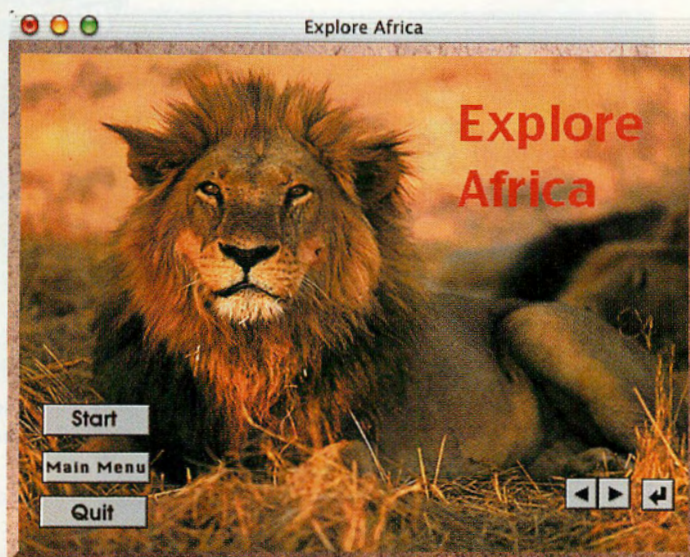 Explore Africa
Explore
Africa
Start
Main Menu
Quit